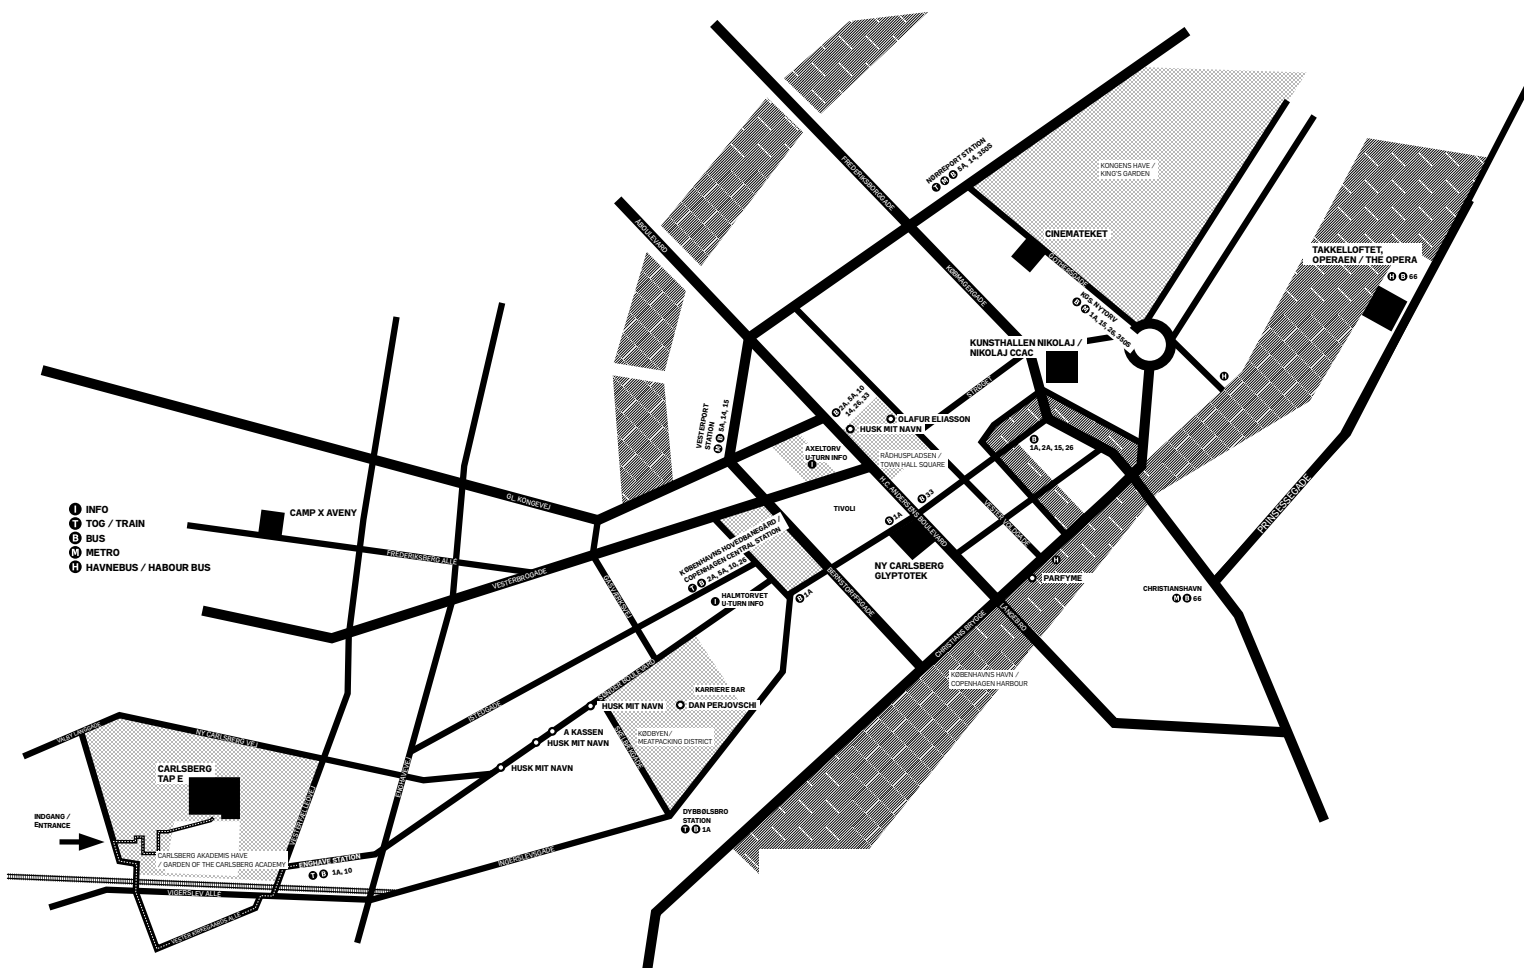 FREDERIKSBORGGADE
ÅBOULEVARD
NØRREPORT STATION
T M B 5A, 14, 350S
KONGENS HAVE /
KING'S GARDEN
CINEMATEKET
GOTHERSGADE
KØBMAGERGADE
KGS. NYTORV
B M 1A, 15, 26, 350S
TAKKELLOFTET,
OPERAEN / THE OPERA
H B 66
KUNSTHALLEN NIKOLAJ /
NIKOLAJ CCAC
STRØGET
H
VESTERPORT
STATION
B 5A, 14, 15
B 2A, 5A, 10
14, 26, 33
OLAFUR ELIASSON
HUSK MIT NAVN
AXELTORV
U-TURN INFO
I
RÅDHUSPLADSEN /
TOWN HALL SQUARE
B
1A, 2A, 15, 26
GL. KONGEVEJ
H.C. ANDERSENS BOULEVARD
VESTER VOLDGADE
B 33
B 1A
TIVOLI
PRINSESSEGADE
I INFO
T TOG / TRAIN
B BUS
M METRO
H HAVNEBUS / HABOUR BUS
CAMP X AVENY
FREDERIKSBERG ALLE
VESTERBROGADE
GASVÆRKSVEJ
KØBENHAVNS HOVEDBANEGÅRD /
COPENHAGEN CENTRAL STATION
T B 2A, 5A, 10, 26
I HALMTORVET
U-TURN INFO
B 1A
BERNSTORFFSGADE
NY CARLSBERG
GLYPTOTEK
H
PARFYME
CHRISTIANSHAVN
M B 66
CHRISTIANS BRYGGE
LANGEBRO
KØBENHAVNS HAVN /
COPENHAGEN HARBOUR
ISTEDGADE
SØNDER BOULEVARD
KARRIERE BAR
DAN PERJOVSCHI
HUSK MIT NAVN
A KASSEN
HUSK MIT NAVN
HUSK MIT NAVN
KØDBYEN/
MEATPACKING DISTRICT
SKELBÆKGADE
VALBY LANGGADE
NY CARLSBERG VEJ
CARLSBERG
TAP E
ENGHAVEVEJ
VESTERFÆLLEDVEJ
INDGANG /
ENTRANCE
DYBBØLSBRO
STATION
T B 1A
CARLSBERG AKADEMIS HAVE
/ GARDEN OF THE CARLSBERG ACADEMY
ENGHAVE STATION
T B 1A, 10
INGERSLEVSGADE
VIGERSLEV ALLE
VESTER KIRKEGÅRDS ALLE